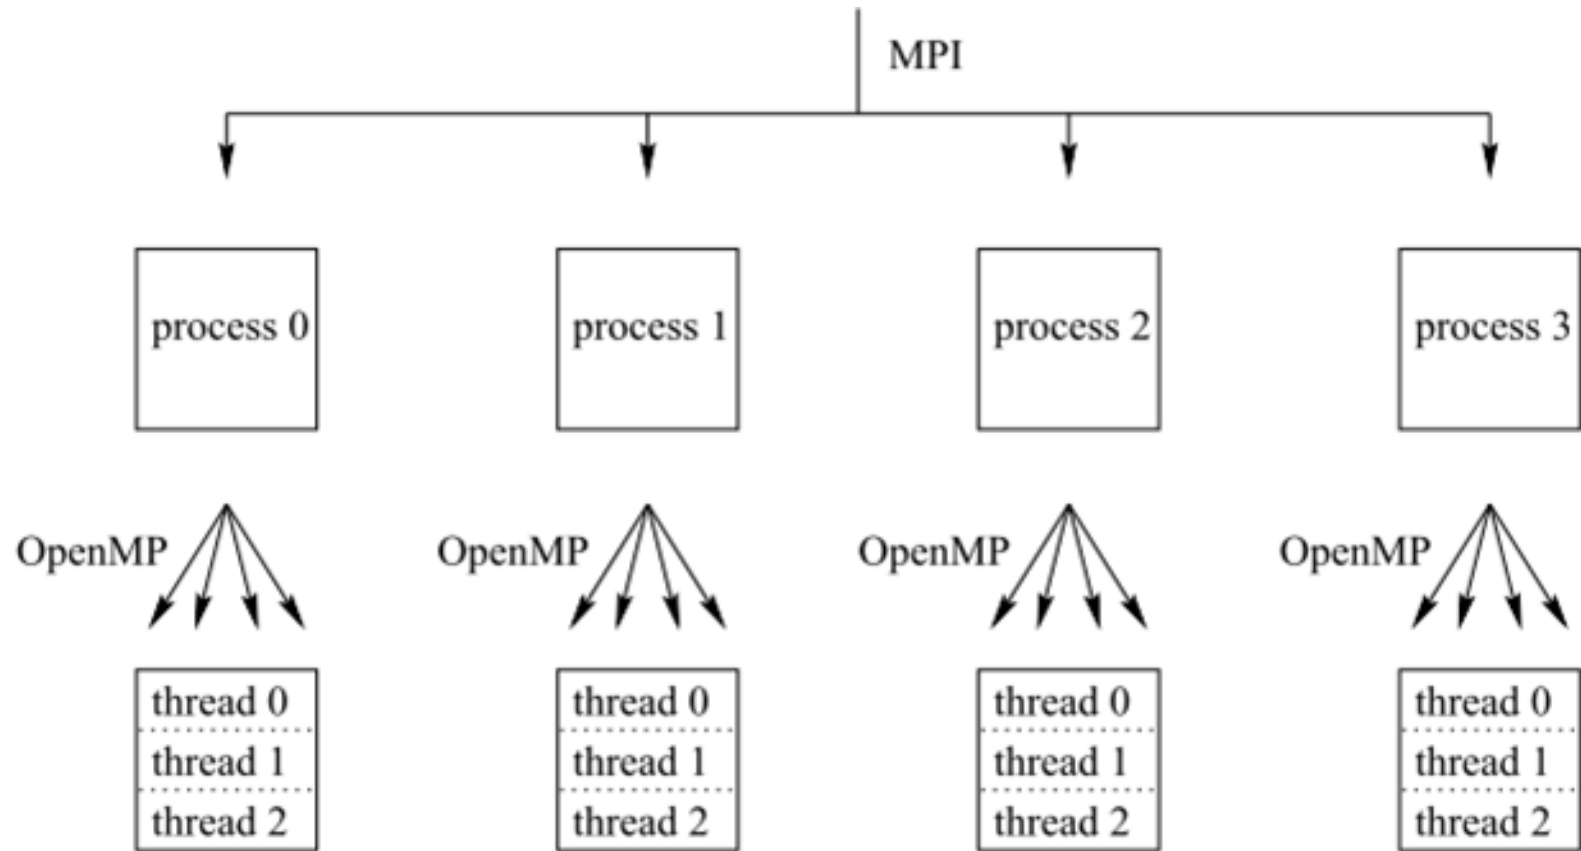 MPI
process 0
process 1
process 2
process 3
OpenMP
OpenMP
OpenMP
OpenMP
thread 0
thread 1
thread 2
thread 0
thread 1
thread 2
thread 0
thread 1
thread 2
thread 0
thread 1
thread 2